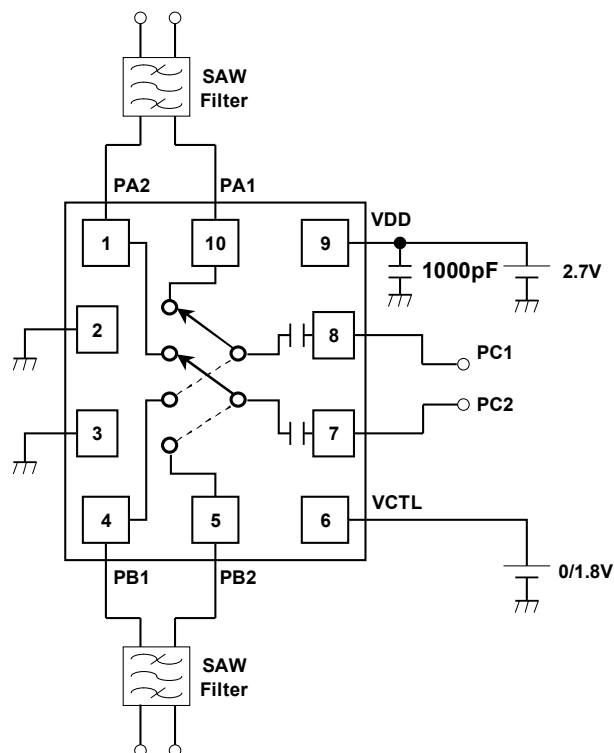 SAW
Filter
PA2
PA1
VDD
1
10
9
1000pF
2.7V
2
8
PC1
3
7
PC2
4
5
6
VCTL
PB1
PB2
0/1.8V
SAW
Filter